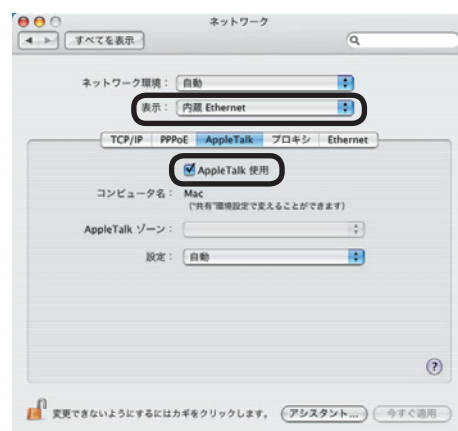 ネットワーク
すべてを表示
ネットワーク環境： 自動
表示： 内蔵 Ethernet
TCP/IP PPPoE AppleTalk プロキシ Ethernet
AppleTalk 使用
コンピュータ名： Mac
("共有"環境設定で変えることができます)
AppleTalk ゾーン：
設定： 自動
?
変更できないようにするにはカギをクリックします。 アシスタント... 今すぐ適用